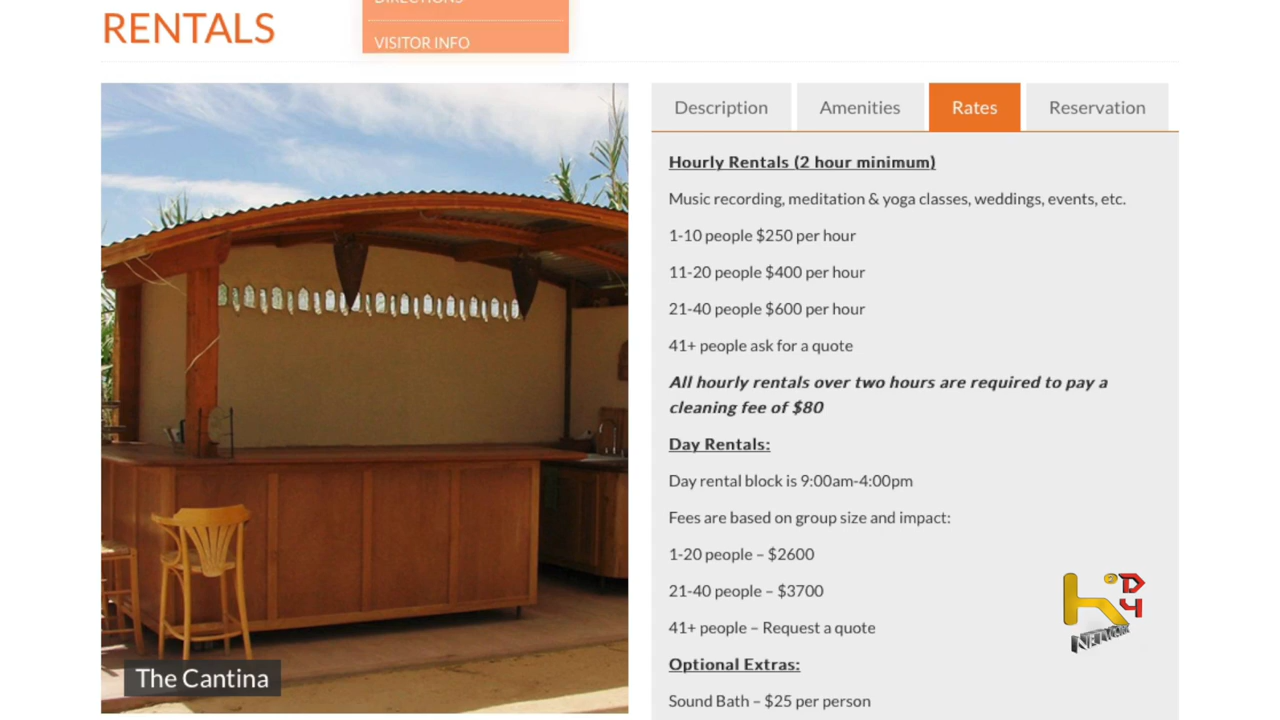 DIRECTIONS
RENTALS
VISITOR INFO
Description
Amenities
Rates
Reservation
Hourly Rentals (2 hour minimum)
Music recording, meditation & yoga classes, weddings, events, etc.
1-10 people $250 per hour
11-20 people $400 per hour
21-40 people $600 per hour
41+ people ask for a quote
All hourly rentals over two hours are required to pay a
cleaning fee of $80
Day Rentals:
Day rental block is 9:00am-4:00pm
Fees are based on group size and impact:
1-20 people – $2600
21-40 people – $3700
41+ people – Request a quote
Optional Extras:
Sound Bath – $25 per person
The Cantina
NETWORK